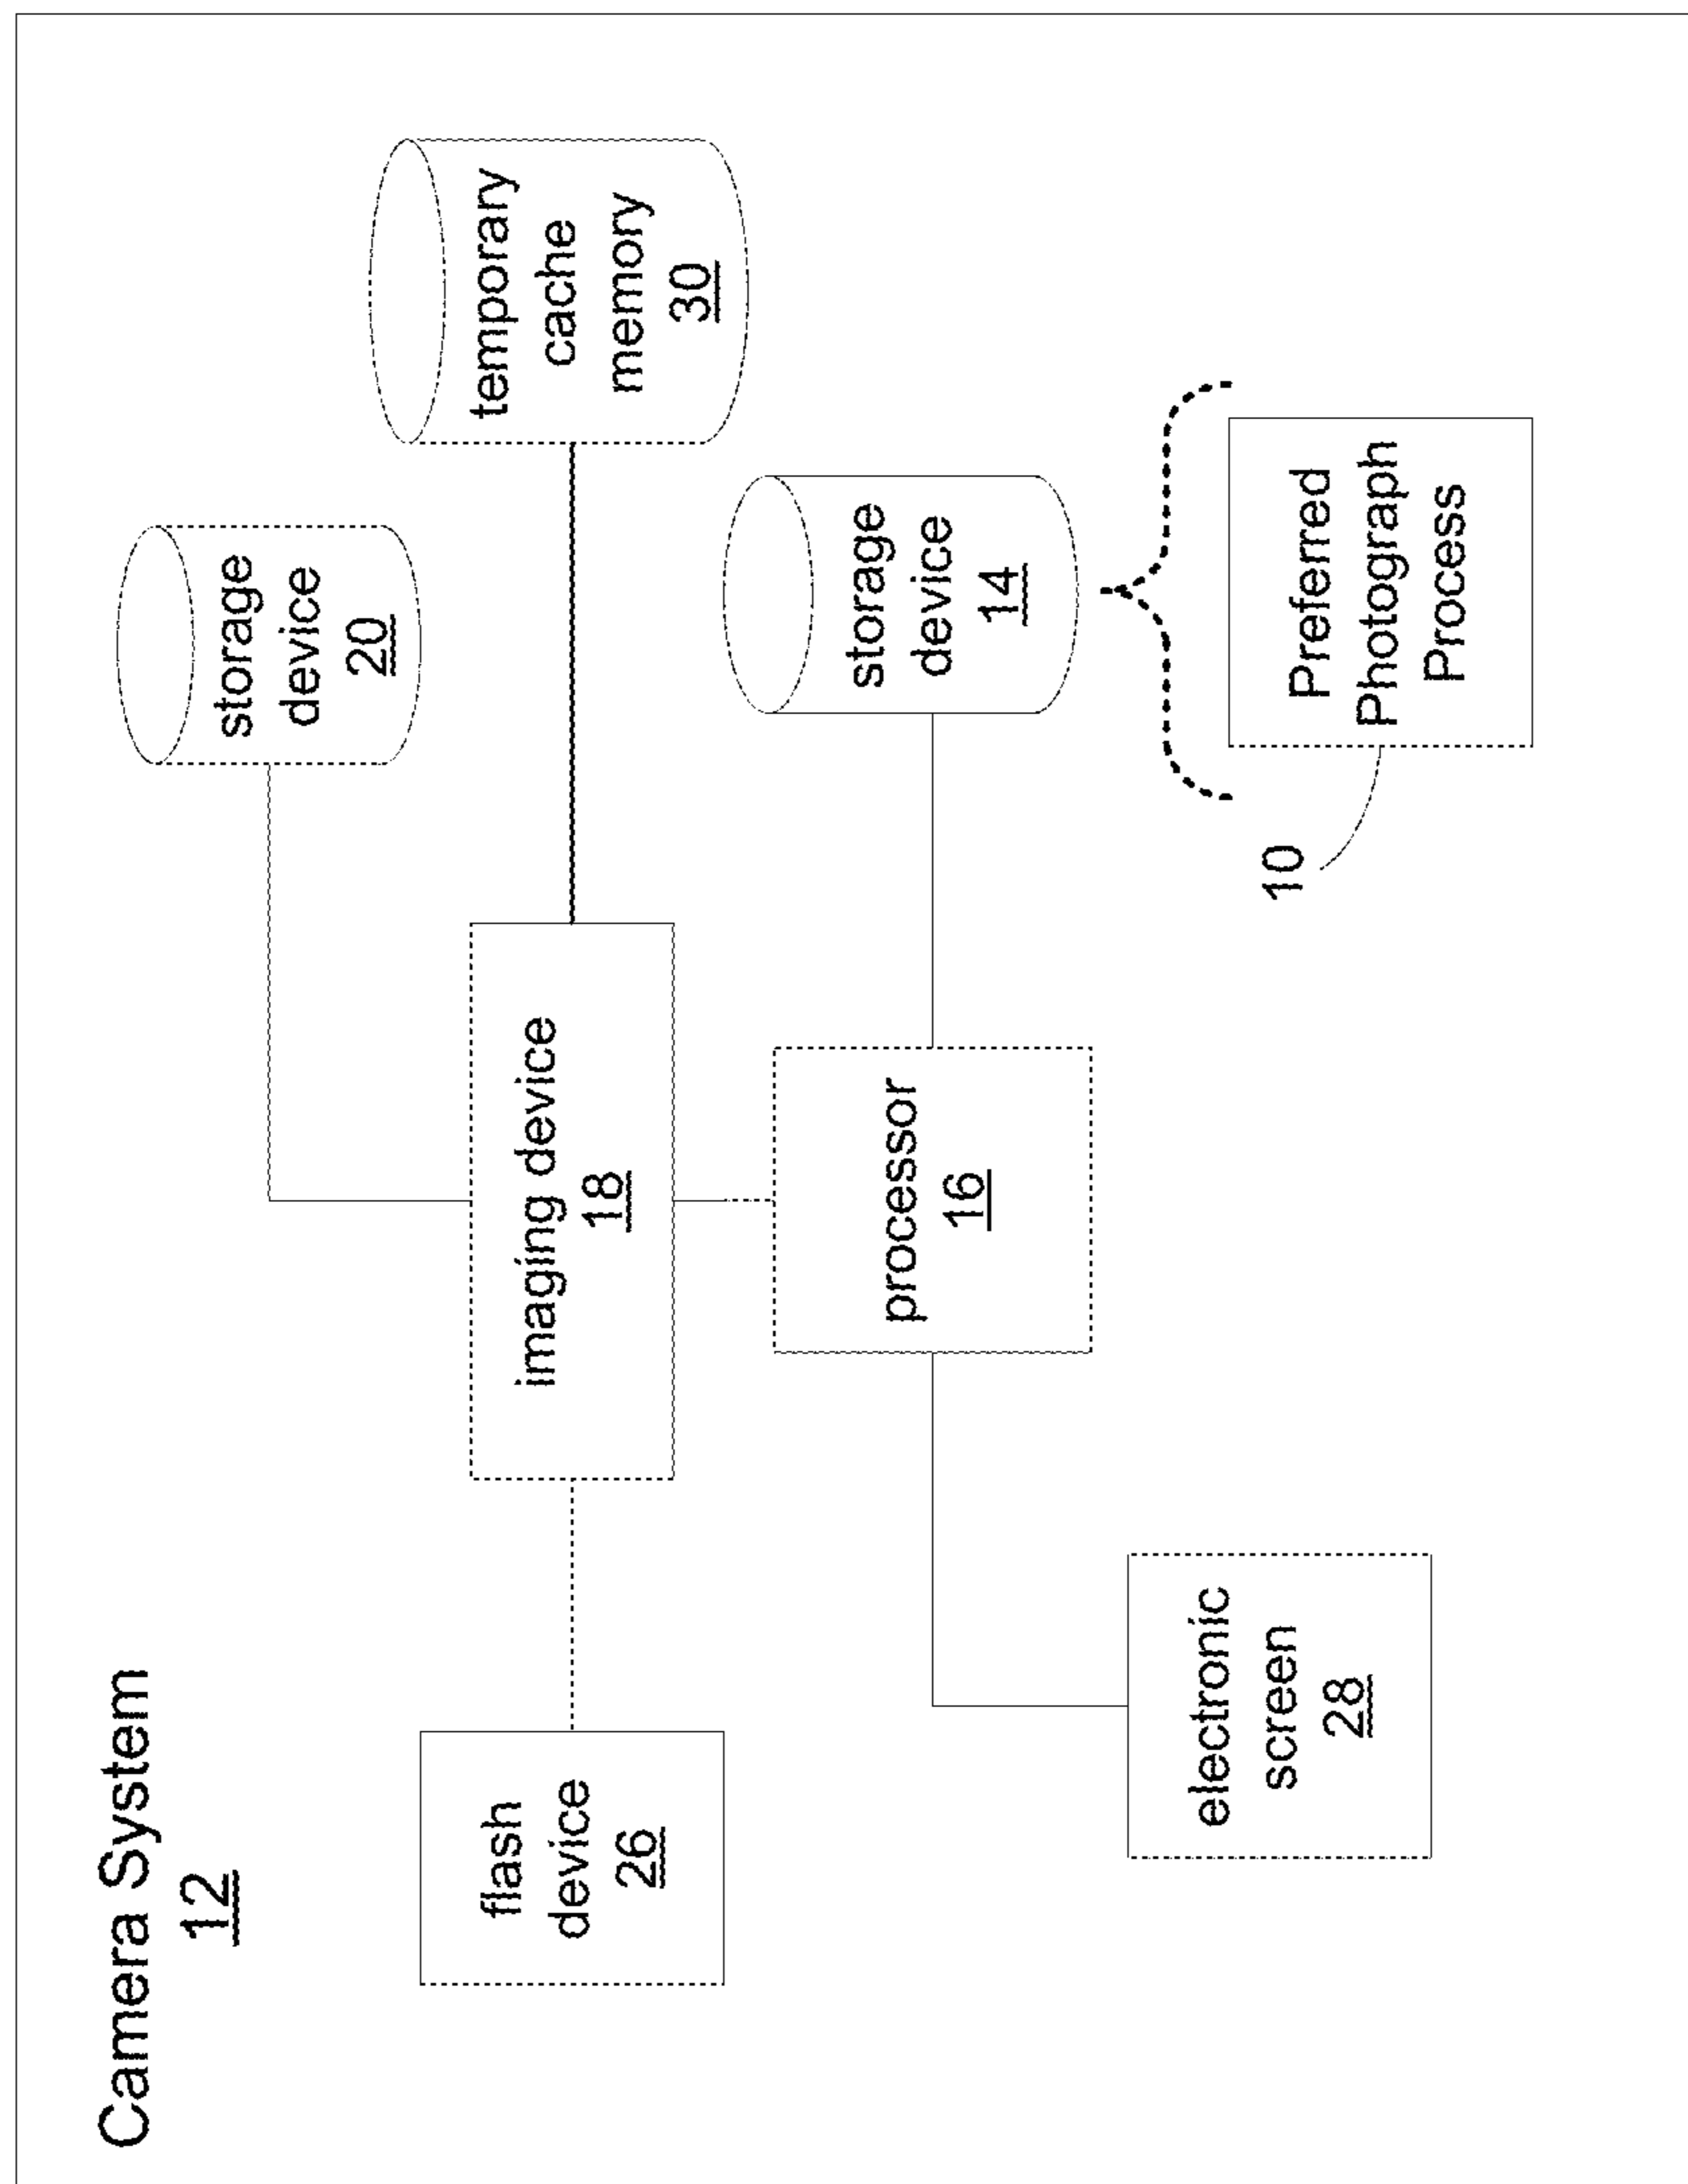 Camera System
12
storage
device
20
flash
device
26
imaging device
18
temporary
cache
memory
30
processor
16
storage
device
14
electronic
screen
28
10
Preferred
Photograph
Process